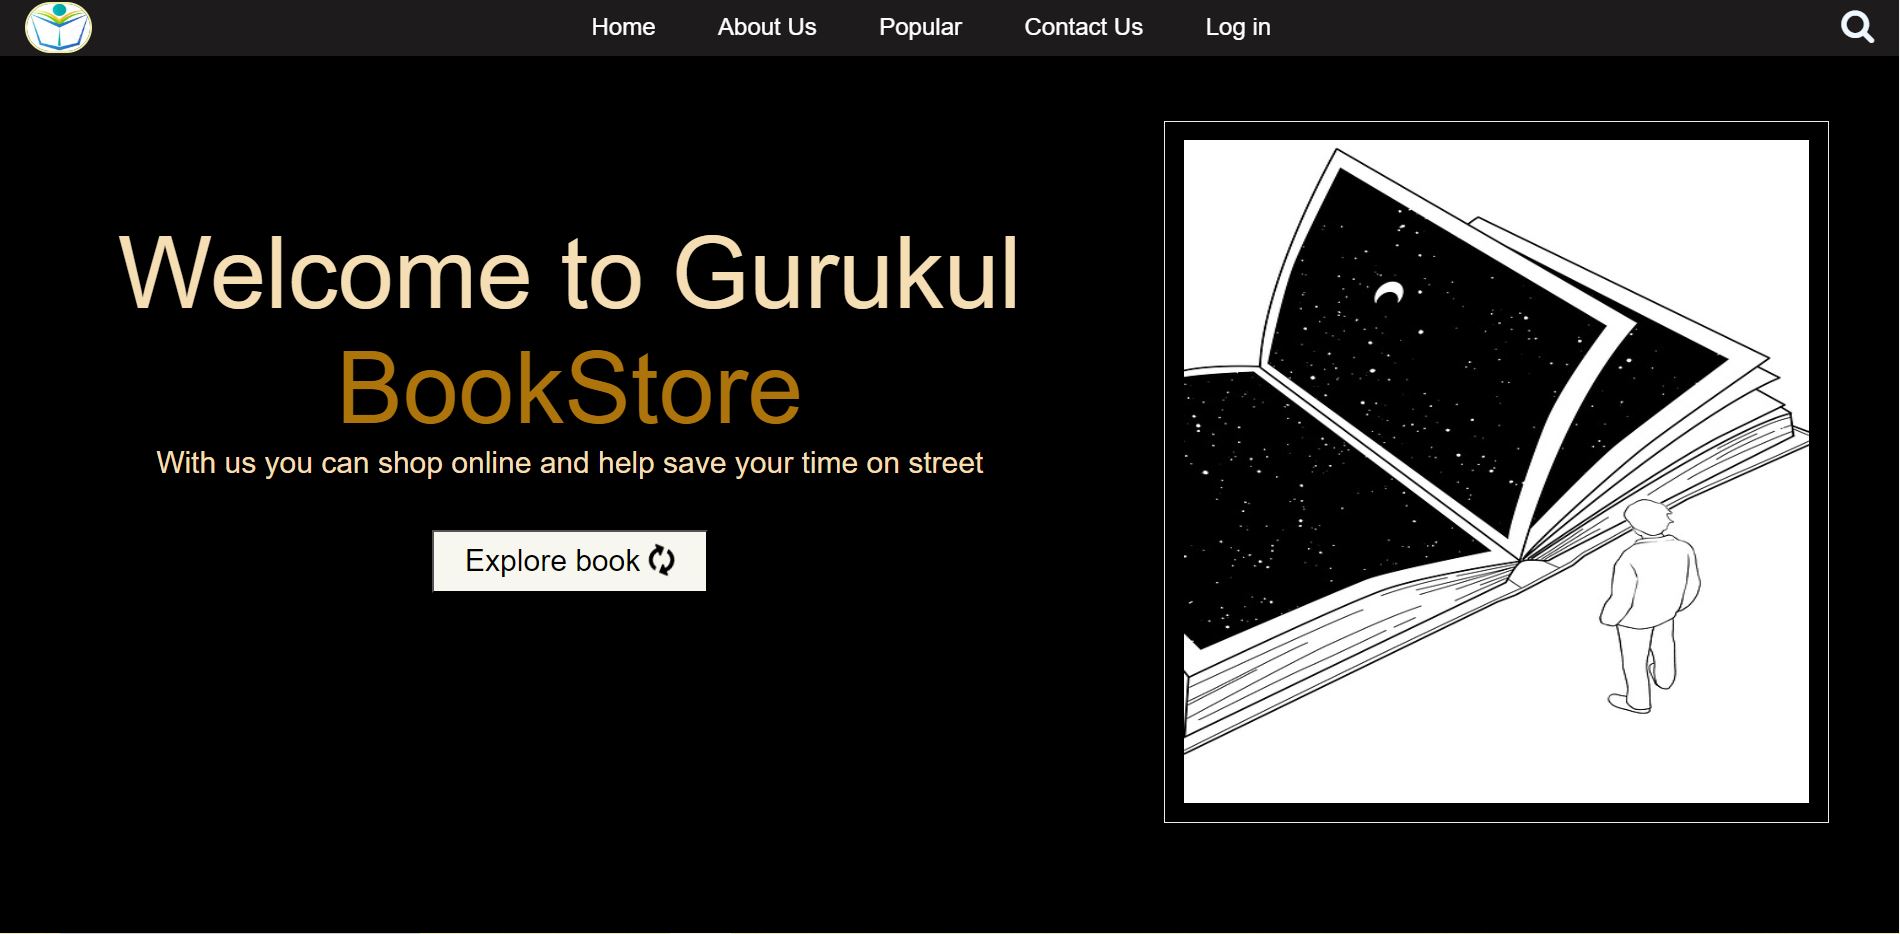 Home About Us Popular Contact Us Log in
Welcome to Gurukul
BookStore
With us you can shop online and help save your time on street
Explore book